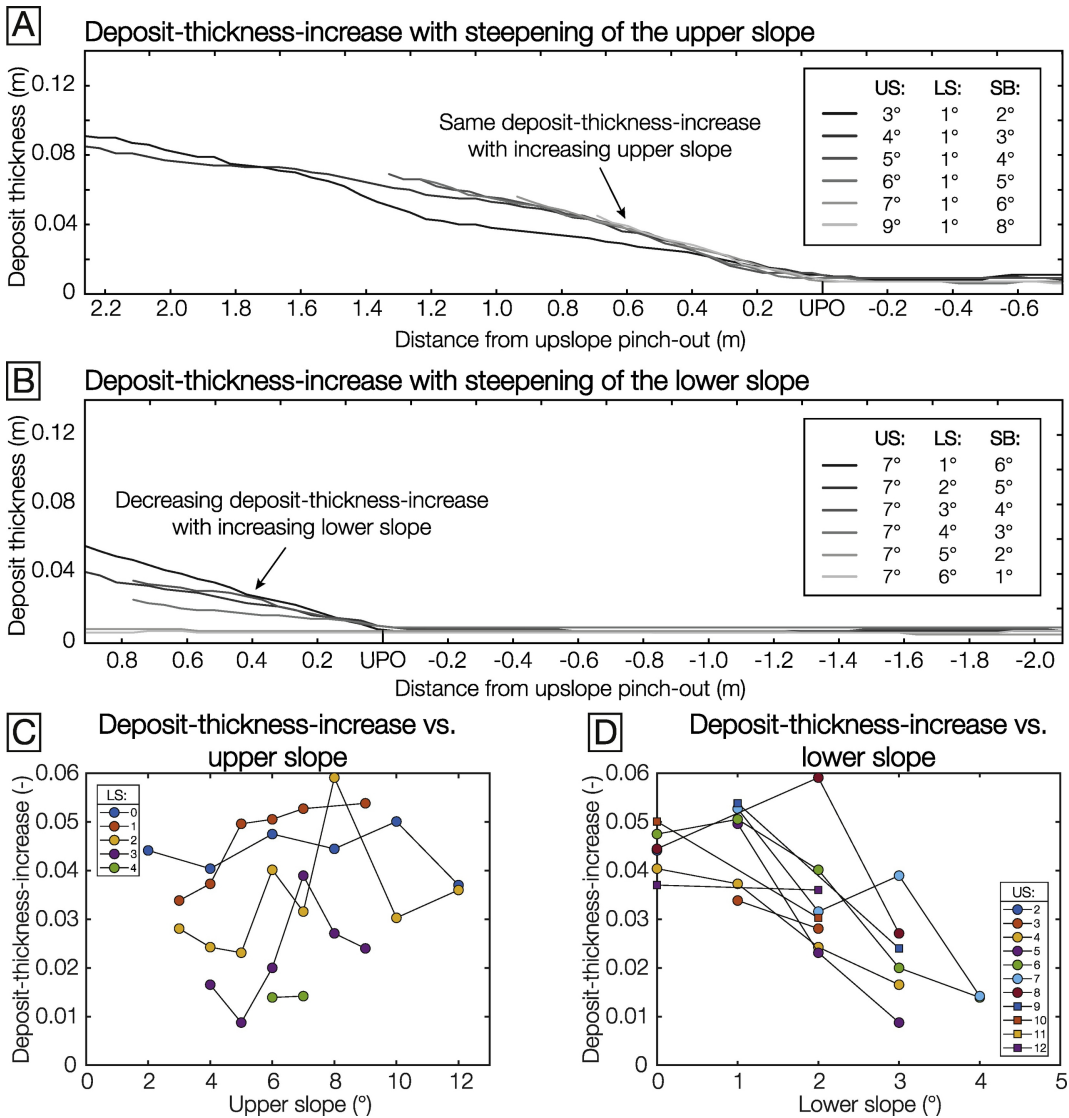 A
Deposit-thickness-increase with steepening of the upper slope
Deposit thickness (m)
0.12
0.08
0.04
0
Same deposit-thickness-increase
with increasing upper slope
US: LS: SB:
3° 1° 2°
4° 1° 3°
5° 1° 4°
6° 1° 5°
7° 1° 6°
9° 1° 8°
2.2 2.0 1.8 1.6 1.4 1.2 1.0 0.8 0.6 0.4 0.2 UPO -0.2 -0.4 -0.6
Distance from upslope pinch-out (m)
B
Deposit-thickness-increase with steepening of the lower slope
Deposit thickness (m)
0.12
0.08
0.04
0
Decreasing deposit-thickness-increase
with increasing lower slope
US: LS: SB:
7° 1° 6°
7° 2° 5°
7° 3° 4°
7° 4° 3°
7° 5° 2°
7° 6° 1°
0.8 0.6 0.4 0.2 UPO -0.2 -0.4 -0.6 -0.8 -1.0 -1.2 -1.4 -1.6 -1.8 -2.0
Distance from upslope pinch-out (m)
C
Deposit-thickness-increase vs.
upper slope
Deposit-thickness-increase (-)
0.06
0.05
0.04
0.03
0.02
0.01
0
LS:
0
1
2
3
4
0 2 4 6 8 10 12
Upper slope (°)
D
Deposit-thickness-increase vs.
lower slope
Deposit-thickness-increase (-)
0.06
0.05
0.04
0.03
0.02
0.01
0
US:
2
3
4
5
6
7
8
9
10
11
12
0 1 2 3 4 5
Lower slope (°)